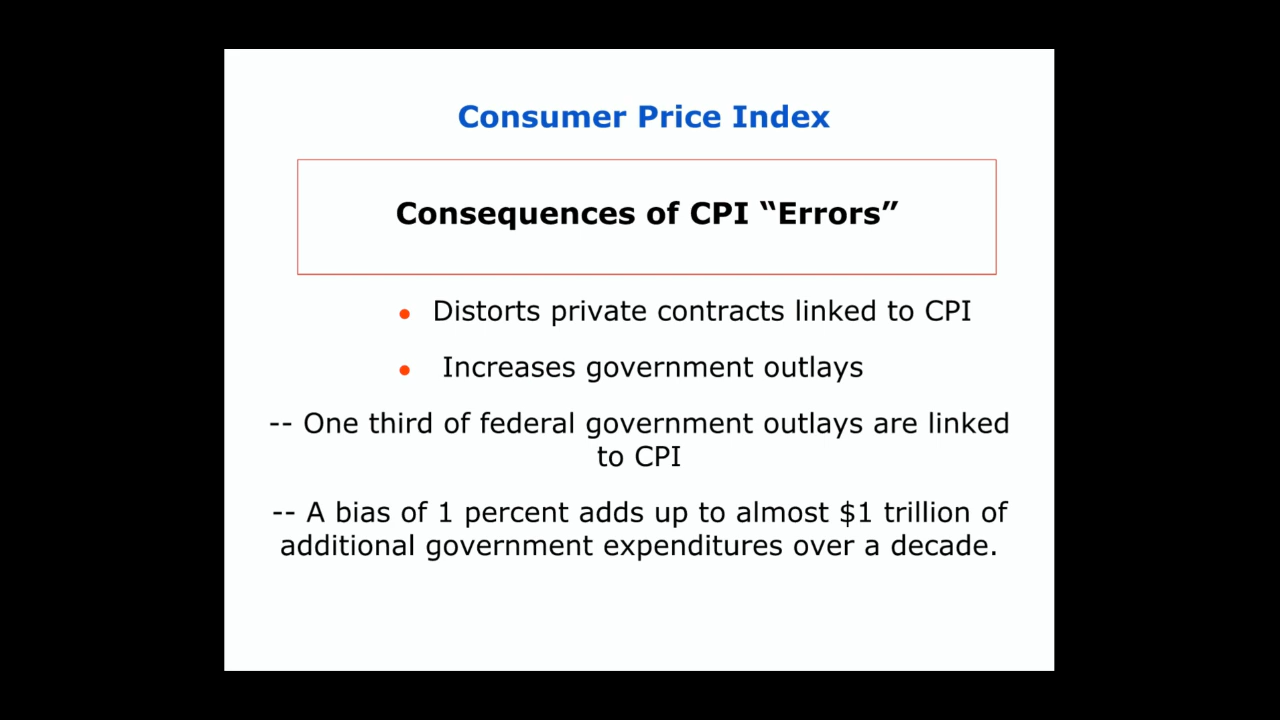 Consumer Price Index
Consequences of CPI “Errors”
• Distorts private contracts linked to CPI
• Increases government outlays
-- One third of federal government outlays are linked
to CPI
-- A bias of 1 percent adds up to almost $1 trillion of
additional government expenditures over a decade.